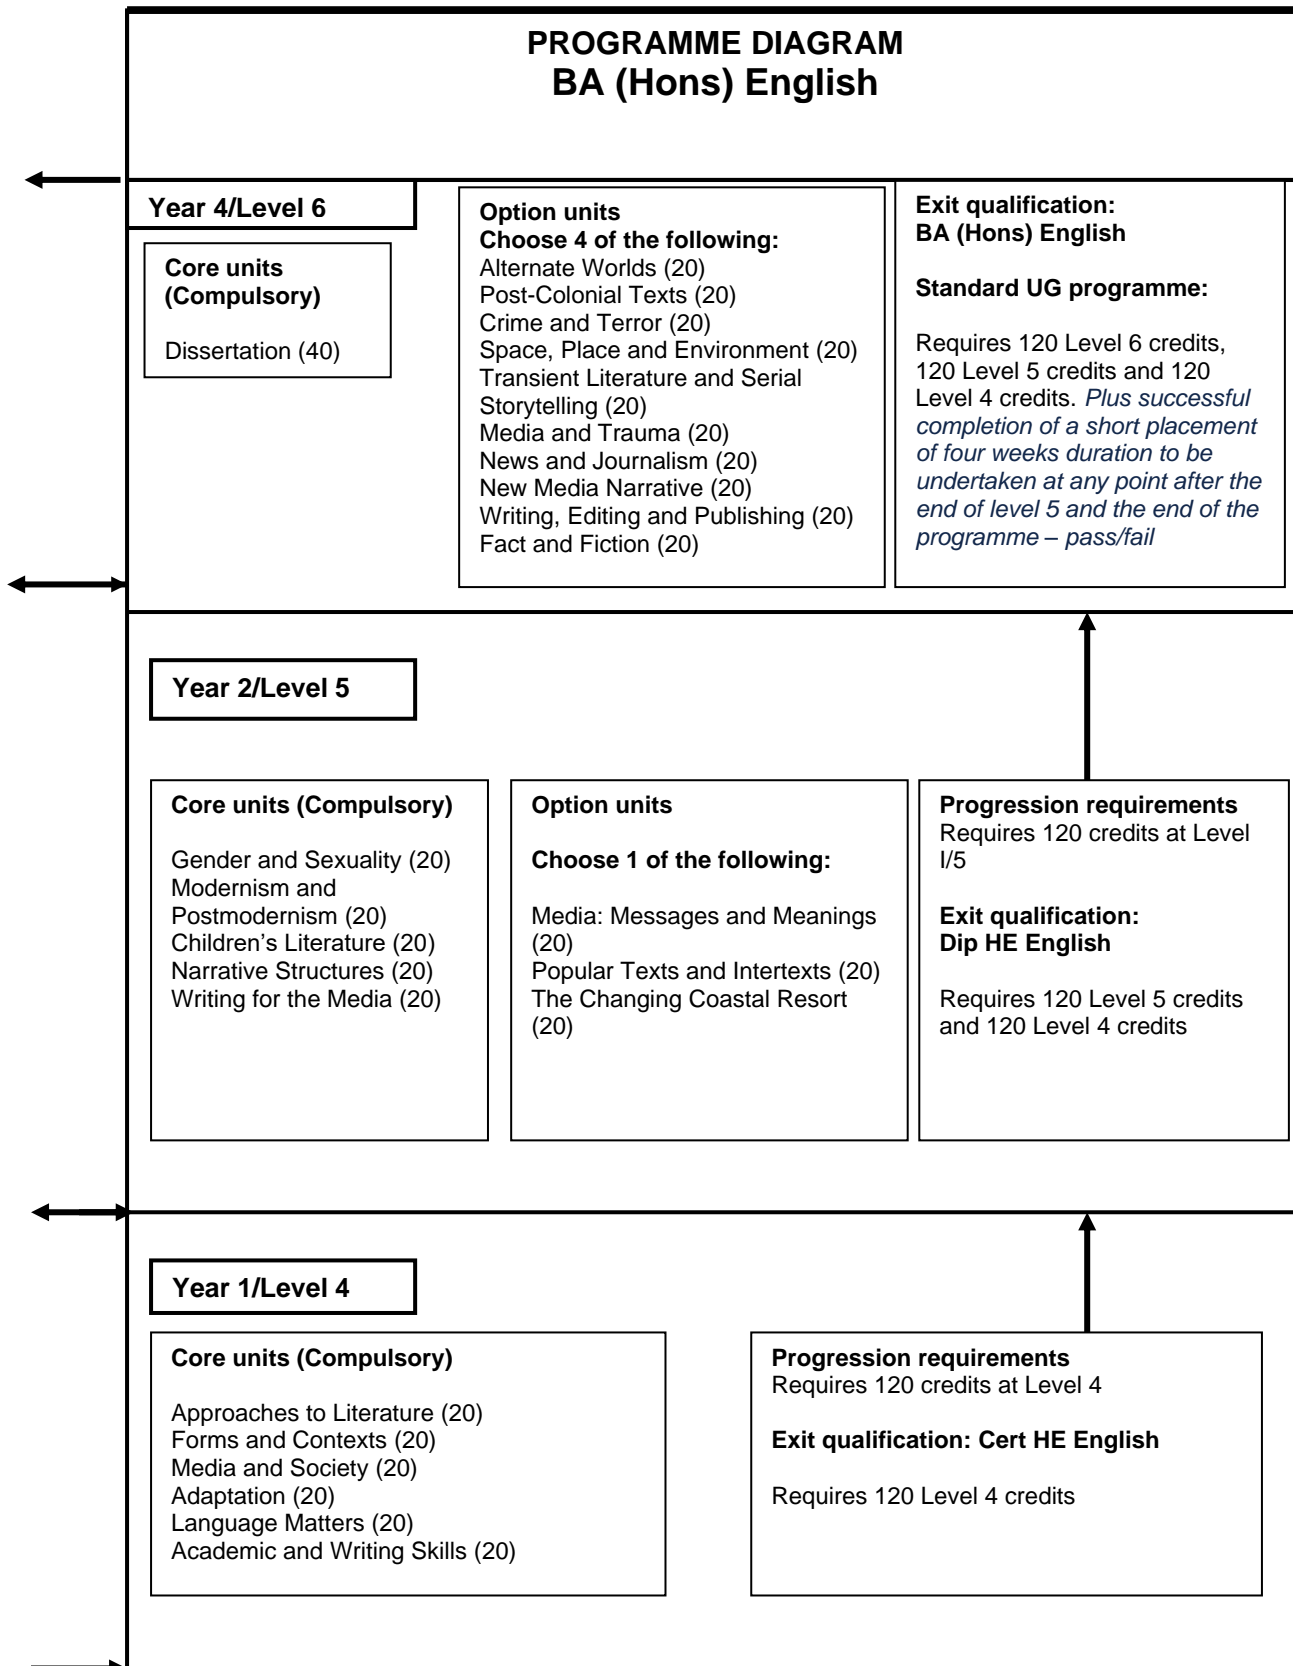 PROGRAMME DIAGRAM
BA (Hons) English
Year 4/Level 6
Core units
(Compulsory)
Dissertation (40)
Option units
Choose 4 of the following:
Alternate Worlds (20)
Post-Colonial Texts (20)
Crime and Terror (20)
Space, Place and Environment (20)
Transient Literature and Serial
Storytelling (20)
Media and Trauma (20)
News and Journalism (20)
New Media Narrative (20)
Writing, Editing and Publishing (20)
Fact and Fiction (20)
Exit qualification:
BA (Hons) English
Standard UG programme:
Requires 120 Level 6 credits,
120 Level 5 credits and 120
Level 4 credits. Plus successful
completion of a short placement
of four weeks duration to be
undertaken at any point after the
end of level 5 and the end of the
programme – pass/fail
Year 2/Level 5
Core units (Compulsory)
Gender and Sexuality (20)
Modernism and
Postmodernism (20)
Children’s Literature (20)
Narrative Structures (20)
Writing for the Media (20)
Option units
Choose 1 of the following:
Media: Messages and Meanings
(20)
Popular Texts and Intertexts (20)
The Changing Coastal Resort
(20)
Progression requirements
Requires 120 credits at Level
I/5
Exit qualification:
Dip HE English
Requires 120 Level 5 credits
and 120 Level 4 credits
Year 1/Level 4
Core units (Compulsory)
Approaches to Literature (20)
Forms and Contexts (20)
Media and Society (20)
Adaptation (20)
Language Matters (20)
Academic and Writing Skills (20)
Progression requirements
Requires 120 credits at Level 4
Exit qualification: Cert HE English
Requires 120 Level 4 credits